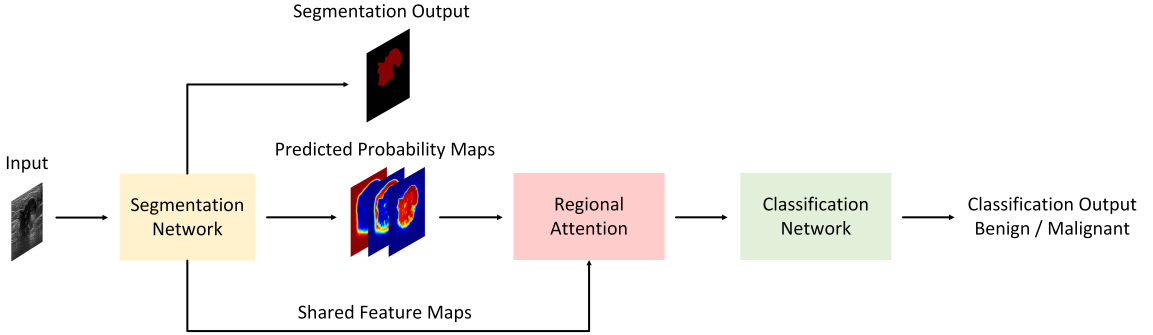 Segmentation Output
Input
Predicted Probability Maps
Segmentation
Network
Regional
Attention
Classification
Network
Classification Output
Benign / Malignant
Shared Feature Maps